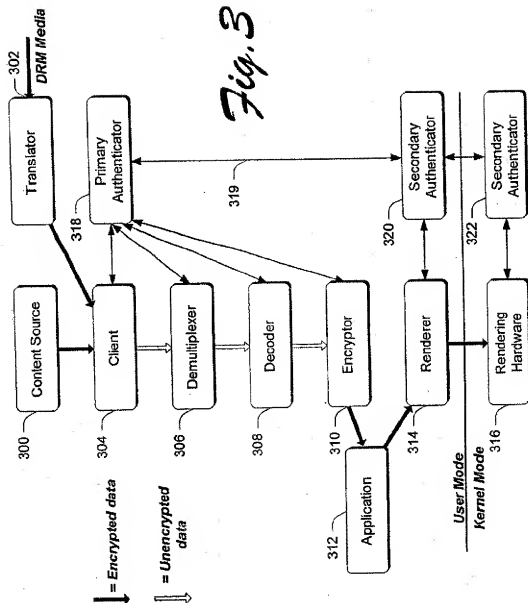 302
DRM Media
Translator
318
Primary
Authenticator
Fig. 3
319
320
Secondary
Authenticator
322
Secondary
Authenticator
Content Source
Client
Demultiplexer
Decoder
Encryptor
Renderer
Rendering
Hardware
300
304
306
308
310
314
316
312
Application
User Mode
Kernel Mode
= Encrypted data
= Unencrypted
data